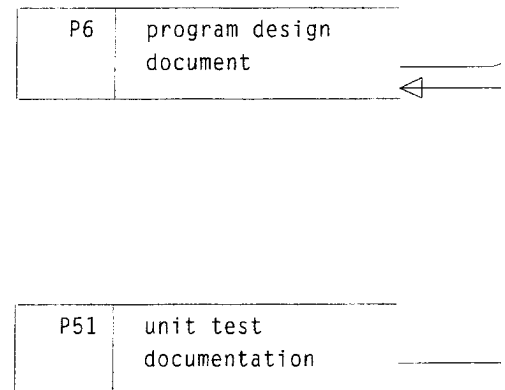 P6 program design
document
P51 unit test
documentation